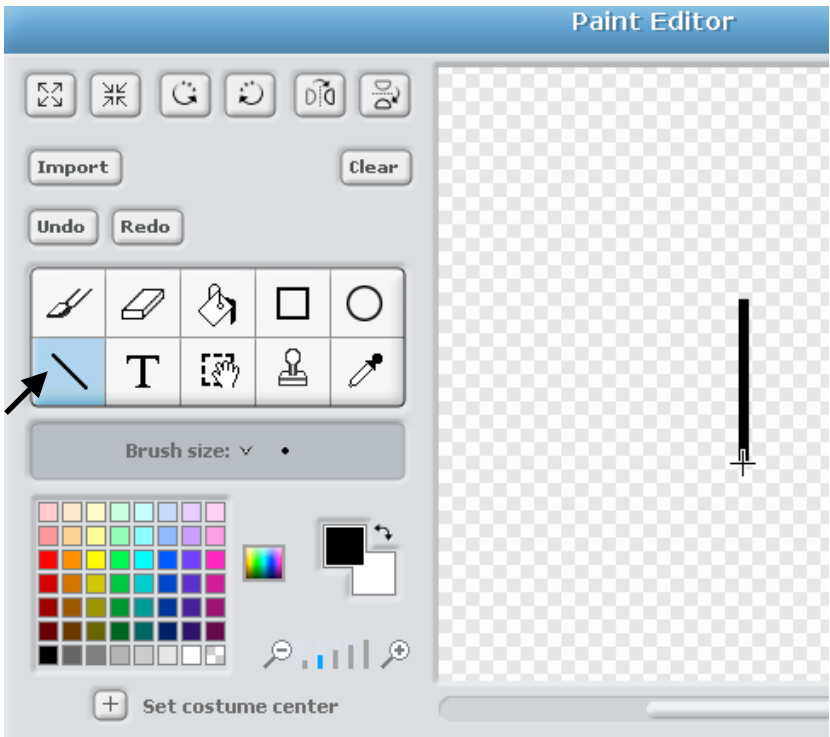 Paint Editor
Import
Clear
Undo
Redo
T
Brush size:
Set costume center